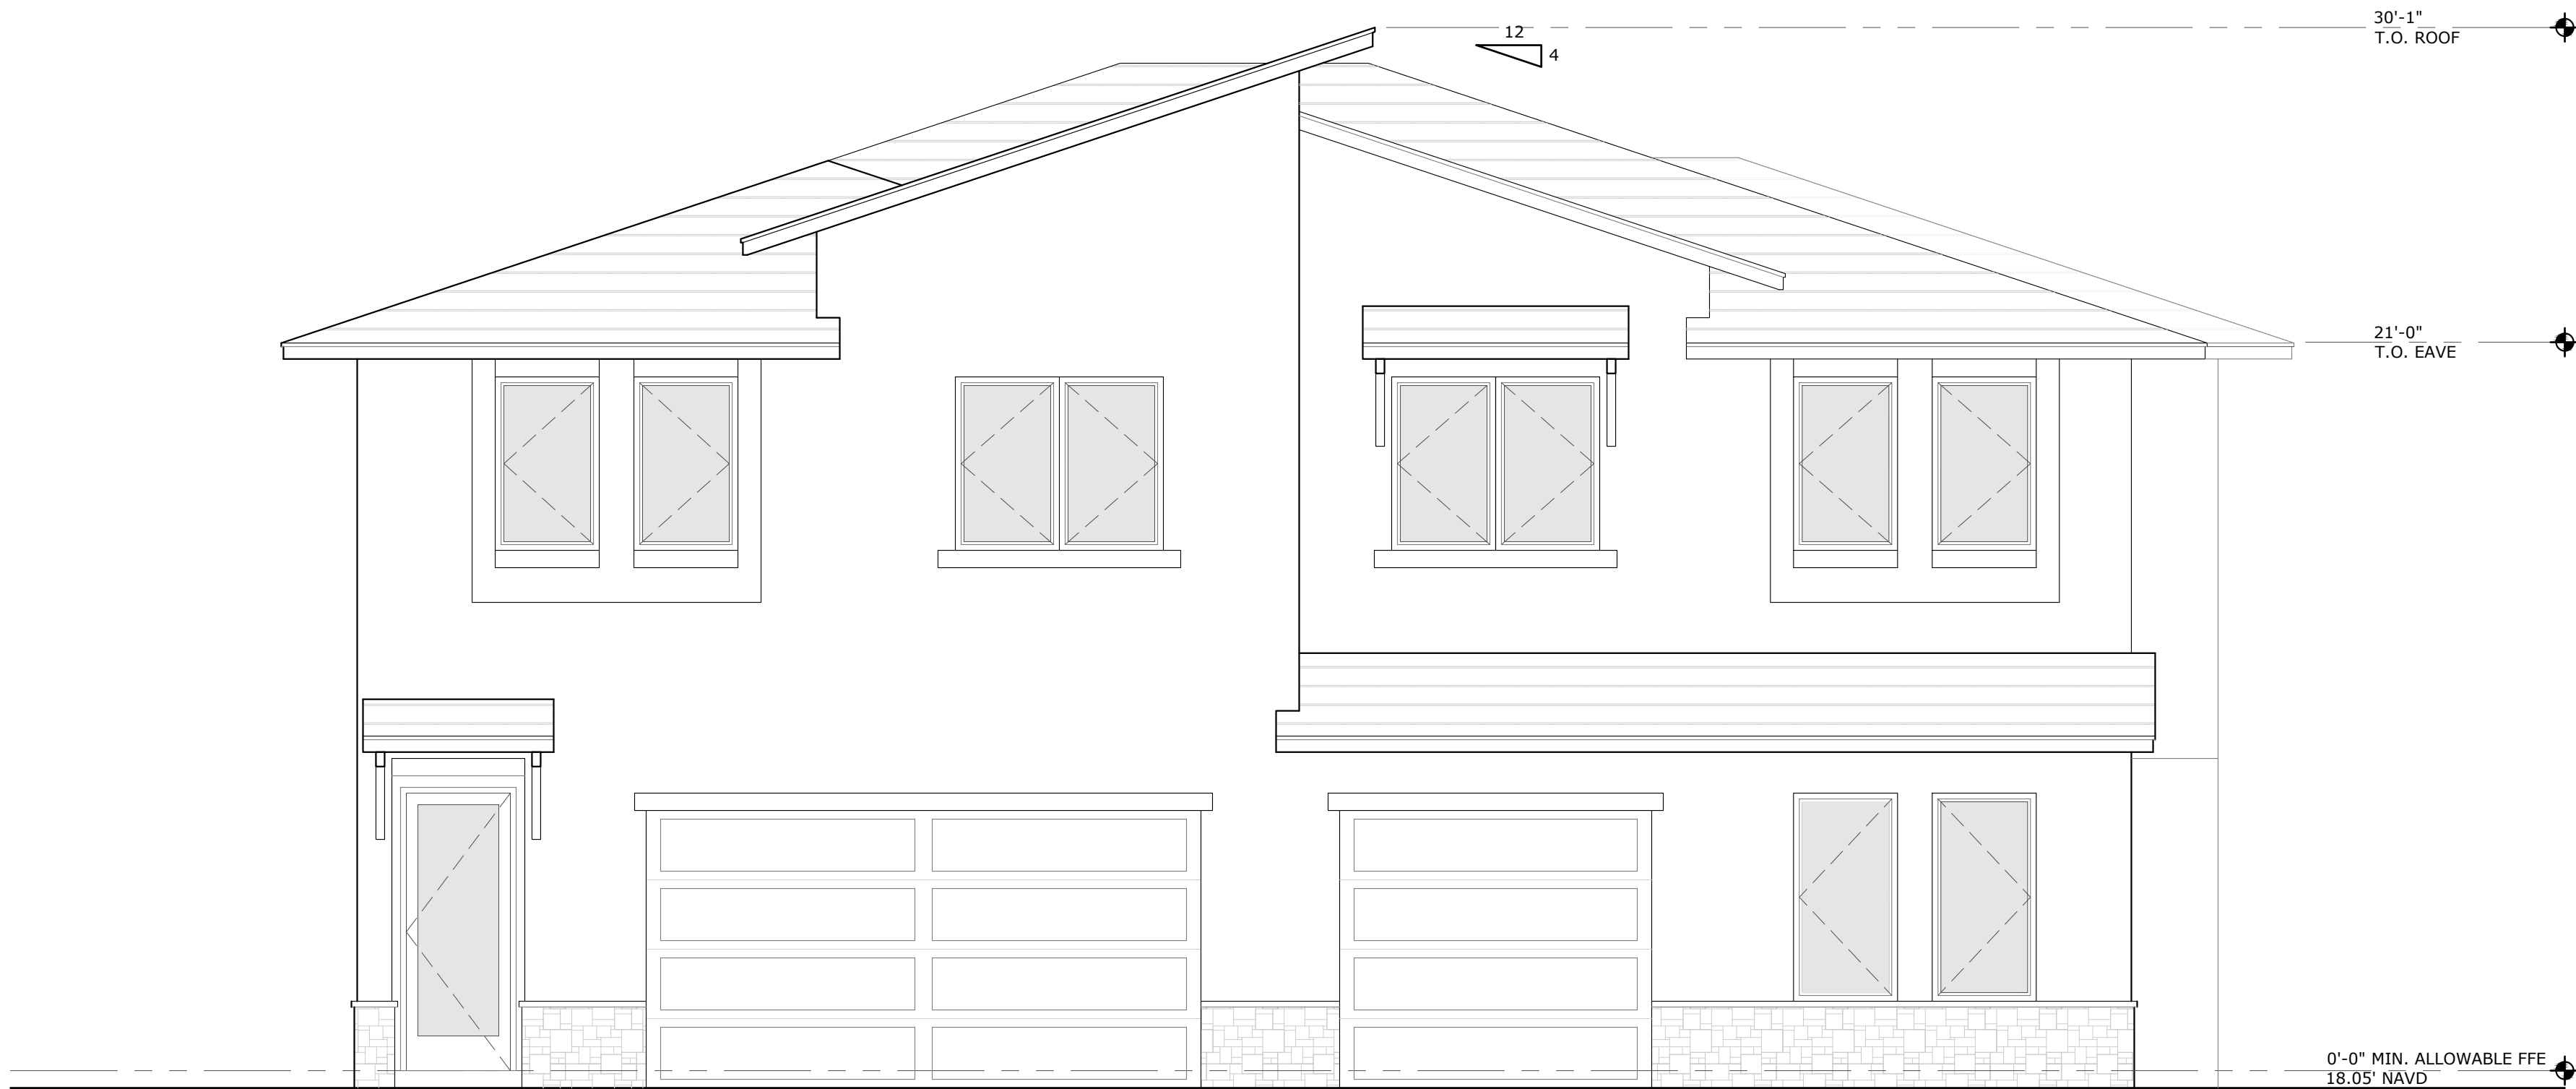 30'-1"
T.O. ROOF
12
4
21'-0"
T.O. EAVE
0'-0" MIN. ALLOWABLE FFE
18.05' NAVD